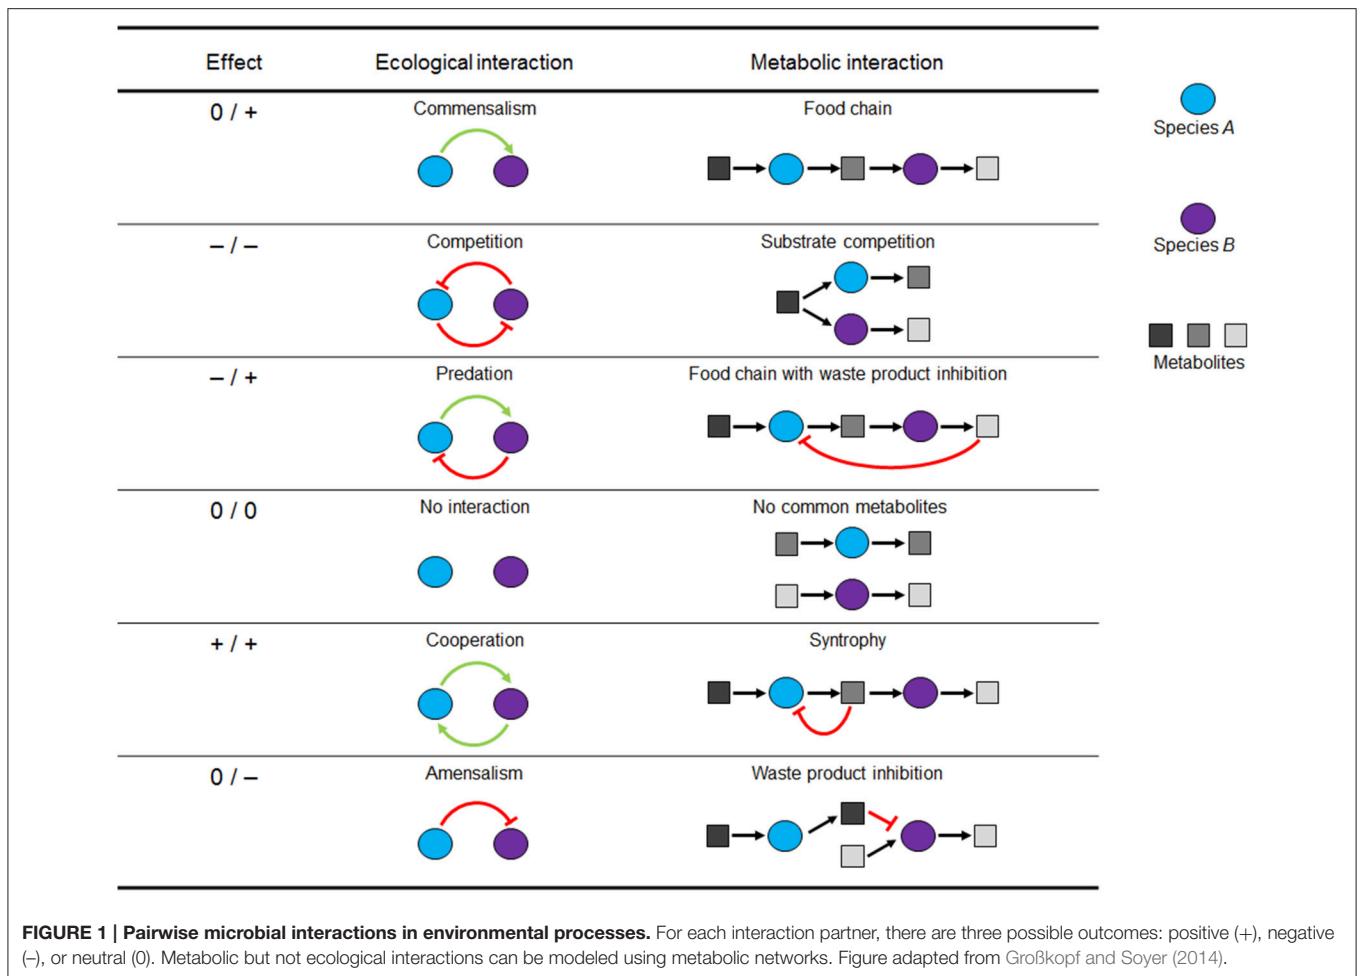 Effect Ecological interaction Metabolic interaction
0 / + Commensalism Food chain
Species A
– / – Competition Substrate competition
Species B
– / + Predation Food chain with waste product inhibition
Metabolites
0 / 0 No interaction No common metabolites
+ / + Cooperation Syntrophy
0 / – Amensalism Waste product inhibition
FIGURE 1 | Pairwise microbial interactions in environmental processes. For each interaction partner, there are three possible outcomes: positive (+), negative
(–), or neutral (0). Metabolic but not ecological interactions can be modeled using metabolic networks. Figure adapted from Großkopf and Soyer (2014).